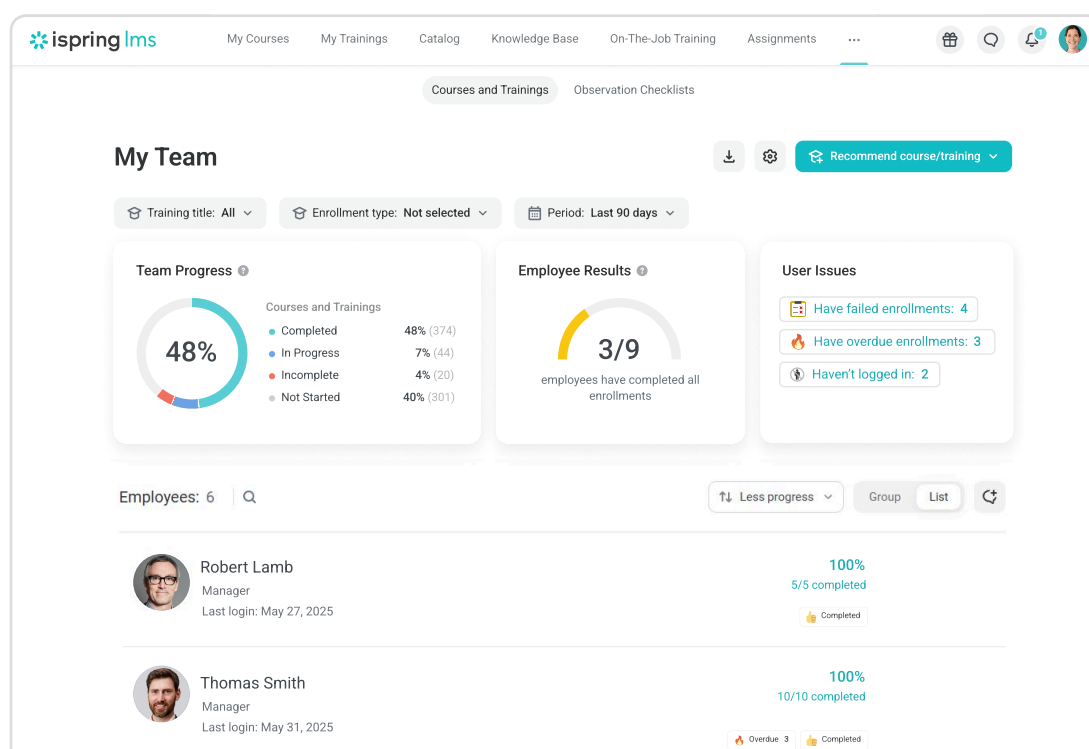 ispring lms
My Courses My Trainings Catalog Knowledge Base On-The-Job Training Assignments ... 1
Courses and Trainings Observation Checklists
My Team
Recommend course/training
Training title: All Enrollment type: Not selected Period: Last 90 days
Team Progress ?
Courses and Trainings
48%
Completed 48% (374)
In Progress 7% (44)
Incomplete 4% (20)
Not Started 40% (301)
Employee Results ?
3/9
employees have completed all
enrollments
User Issues
Have failed enrollments: 4
Have overdue enrollments: 3
Haven't logged in: 2
Employees: 6
Less progress Group List
Robert Lamb
Manager
Last login: May 27, 2025
100%
5/5 completed
Completed
Thomas Smith
Manager
Last login: May 31, 2025
100%
10/10 completed
Overdue 3 Completed